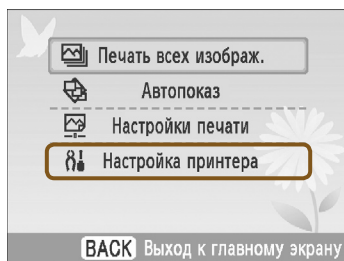 Печать всех изображ.
Автопоказ
Настройки печати
Настройка принтера
BACK Выход к главному экрану